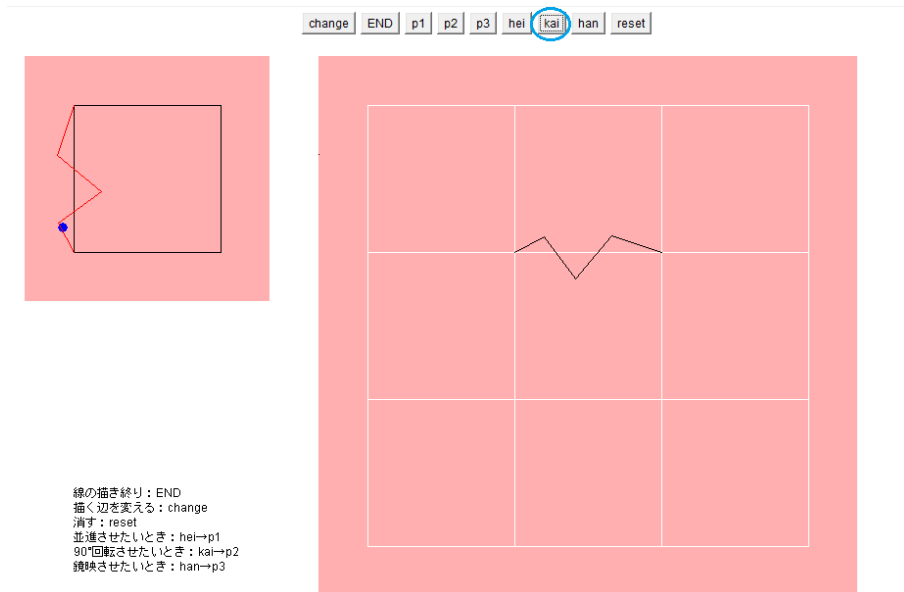 change END p1 p2 p3 hei kai han reset
線の描き終り：END
描く辺を変える：change
消す：reset
並進させたいとき：hei→p1
90°回転させたいとき：kai→p2
鏡映させたいとき：han→p3